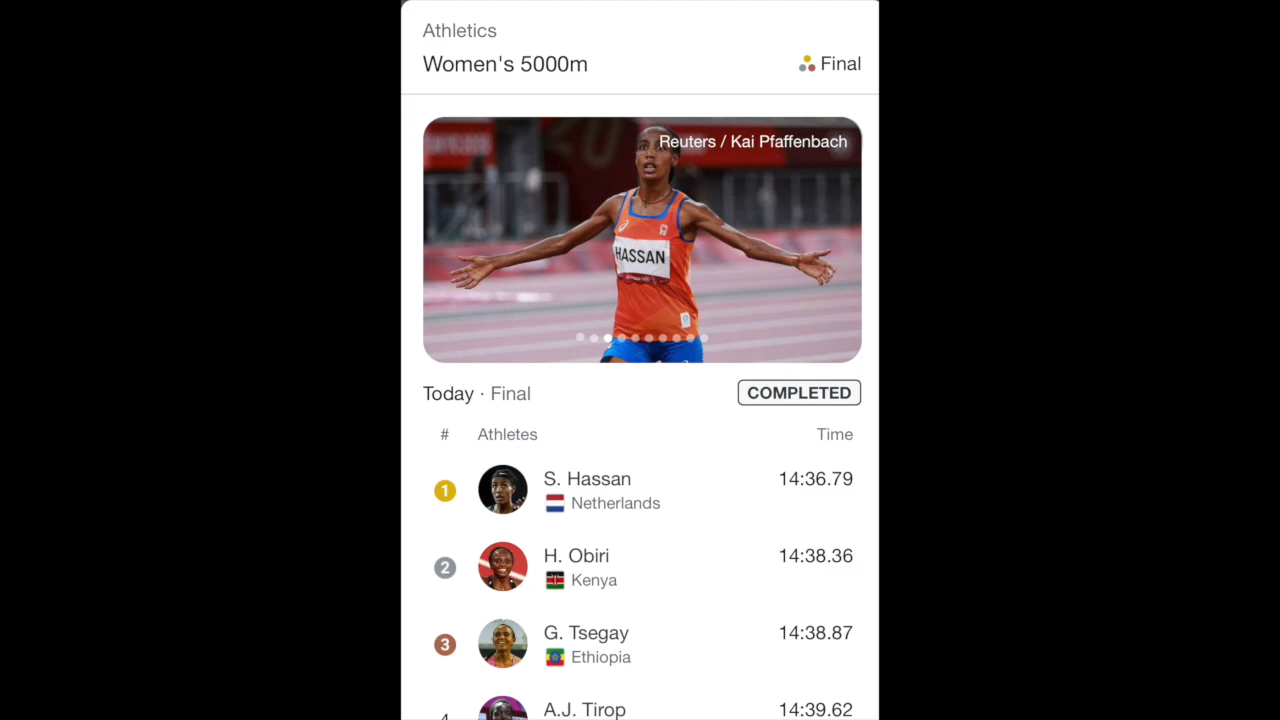 Athletics
Women's 5000m
Final
Reuters / Kai Pfaffenbach
HASSAN
Today · Final
COMPLETED
# Athletes Time
1 S. Hassan 14:36.79
Netherlands
2 H. Obiri 14:38.36
Kenya
3 G. Tsegay 14:38.87
Ethiopia
4 A.J. Tirop 14:39.62